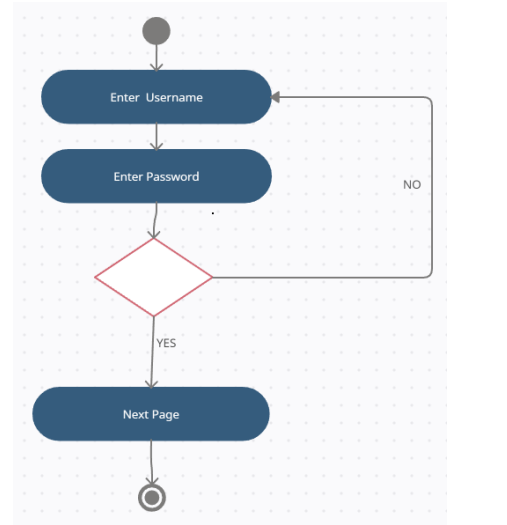 Enter Username
Enter Password
NO
YES
Next Page